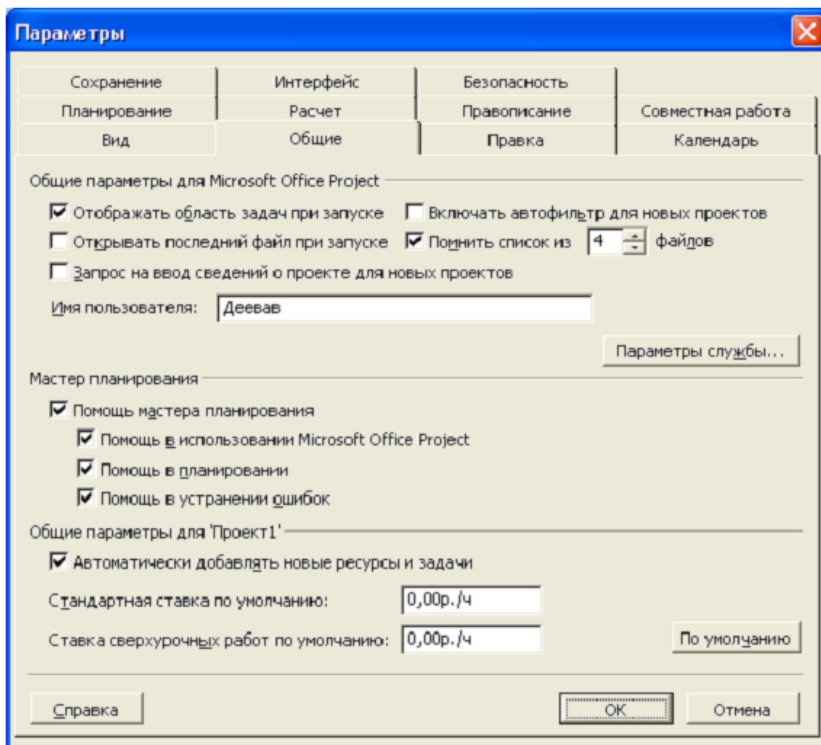 Параметры
Сохранение Интерфейс Безопасность
Планирование Расчет Правописание Совместная работа
Вид Общие Правка Календарь
Общие параметры для Microsoft Office Project
Отображать область задач при запуске Включать автофильтр для новых проектов
Открывать последний файл при запуске Помнить список из 4 файлов
Запрос на ввод сведений о проекте для новых проектов
Имя пользователя: Деевав
Параметры службы...
Мастер планирования
Помощь мастера планирования
Помощь в использовании Microsoft Office Project
Помощь в планировании
Помощь в устранении ошибок
Общие параметры для 'Проект1'
Автоматически добавлять новые ресурсы и задачи
Стандартная ставка по умолчанию: 0,00р./ч
Ставка сверхурочных работ по умолчанию: 0,00р./ч По умолчанию
Справка ОК Отмена